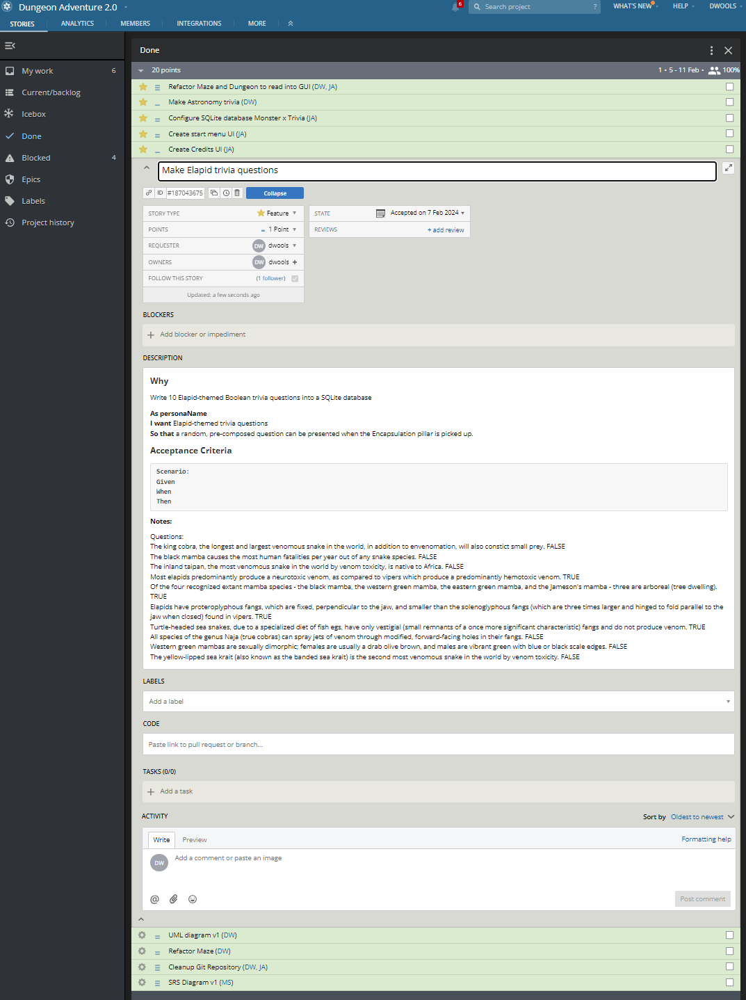 Dungeon Adventure 2.0
6
Search project
?
WHAT'S NEW
HELP
DWOOLS
STORIES
ANALYTICS
MEMBERS
INTEGRATIONS
MORE
My work 6
Current/backlog
Icebox
Done
Blocked 4
Epics
Labels
Project history
Done
20 points
1 • 5 - 11 Feb • 100%
Refactor Maze and Dungeon to read into GUI (DW, JA)
Make Astronomy trivia (DW)
Configure SQLite database Monster x Trivia (JA)
Create start menu UI (JA)
Create Credits UI (JA)
Make Elapid trivia questions
ID #187043675
Collapse
STORY TYPE Feature
POINTS 1 Point
REQUESTER DW dwools
OWNERS DW dwools +
FOLLOW THIS STORY (1 follower)
Updated: a few seconds ago
STATE Accepted on 7 Feb 2024
REVIEWS + add review
BLOCKERS
+ Add blocker or impediment
DESCRIPTION
Why
Write 10 Elapid-themed Boolean trivia questions into a SQLite database
As personaName
I want Elapid-themed trivia questions
So that a random, pre-composed question can be presented when the Encapsulation pillar is picked up.
Acceptance Criteria
Scenario:
Given
When
Then
Notes:
Questions:
The king cobra, the longest and largest venomous snake in the world, in addition to envenomation, will also constict small prey. FALSE
The black mamba causes the most human fatalities per year out of any snake species. FALSE
The inland taipan, the most venomous snake in the world by venom toxicity, is native to Africa. FALSE
Most elapids predominantly produce a neurotoxic venom, as compared to vipers which produce a predominantly hemotoxic venom. TRUE
Of the four recognized extant mamba species - the black mamba, the western green mamba, the eastern green mamba, and the Jameson's mamba - three are arboreal (tree dwelling).
TRUE
Elapids have proteroplyphous fangs, which are fixed, perpendicular to the jaw, and smaller than the solenoglyphous fangs (which are three times larger and hinged to fold parallel to the
jaw when closed) found in vipers. TRUE
Turtle-headed sea snakes, due to a specialized diet of fish egs, have only vestigial (small remnants of a once more significant characteristic) fangs and do not produce venom. TRUE
All species of the genus Naja (true cobras) can spray jets of venom through modified, forward-facing holes in their fangs. FALSE
Western green mambas are sexually dimorphic; females are usually a drab olive brown, and males are vibrant green with blue or black scale edges. FALSE
The yellow-lipped sea krait (also known as the banded sea krait) is the second most venomous snake in the world by venom toxicity. FALSE
LABELS
Add a label
CODE
Paste link to pull request or branch...
TASKS (0/0)
+ Add a task
ACTIVITY
Sort by Oldest to newest
Write
Preview
Formatting help
DW
Add a comment or paste an image
@
Post comment
UML diagram v1 (DW)
Refactor Maze (DW)
Cleanup Git Repository (DW, JA)
SRS Diagram v1 (MS)